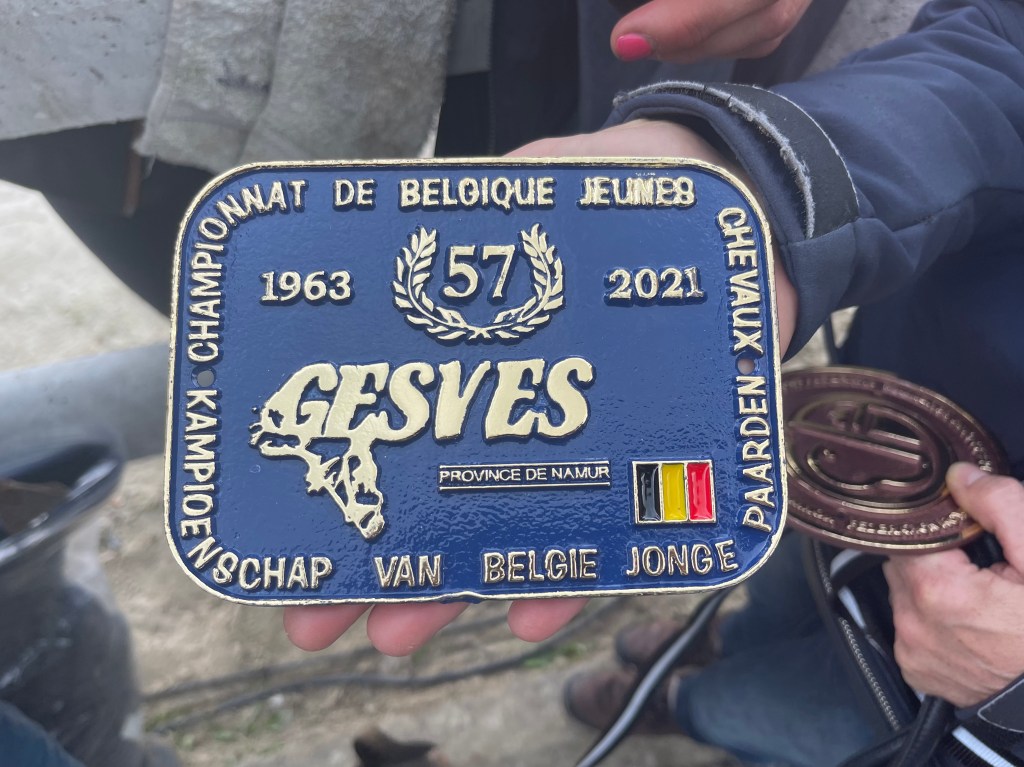 CHAMPIONNAT DE BELGIQUE JEUNES CHEVAUX
1963 57 2021
GESVES
PROVINCE DE NAMUR
KAMPIOENSCHAP VAN BELGIE JONGE PAARDEN